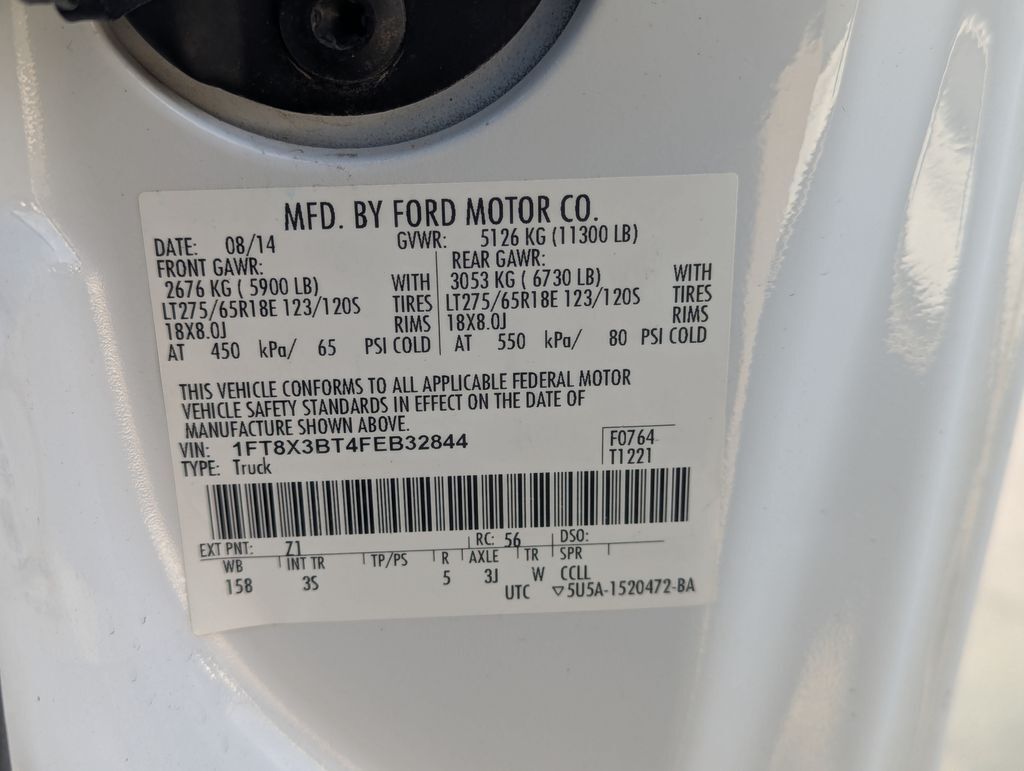 MFD. BY FORD MOTOR CO.
DATE: 08/14 GVWR: 5126 KG (11300 LB)
FRONT GAWR: REAR GAWR:
2676 KG ( 5900 LB) WITH 3053 KG ( 6730 LB) WITH
LT275/65R18E 123/120S TIRES LT275/65R18E 123/120S TIRES
18X8.0J RIMS 18X8.0J RIMS
AT 450 kPa/ 65 PSI COLD AT 550 kPa/ 80 PSI COLD
THIS VEHICLE CONFORMS TO ALL APPLICABLE FEDERAL MOTOR
VEHICLE SAFETY STANDARDS IN EFFECT ON THE DATE OF
MANUFACTURE SHOWN ABOVE.
VIN: 1FT8X3BT4FEB32844 F0764
TYPE: Truck T1221
EXT PNT: Z1 RC: 56 DSO:
WB INT TR TP/PS R AXLE TR SPR
158 3S 5 3J W CCLL
UTC ▽5U5A-1520472-BA